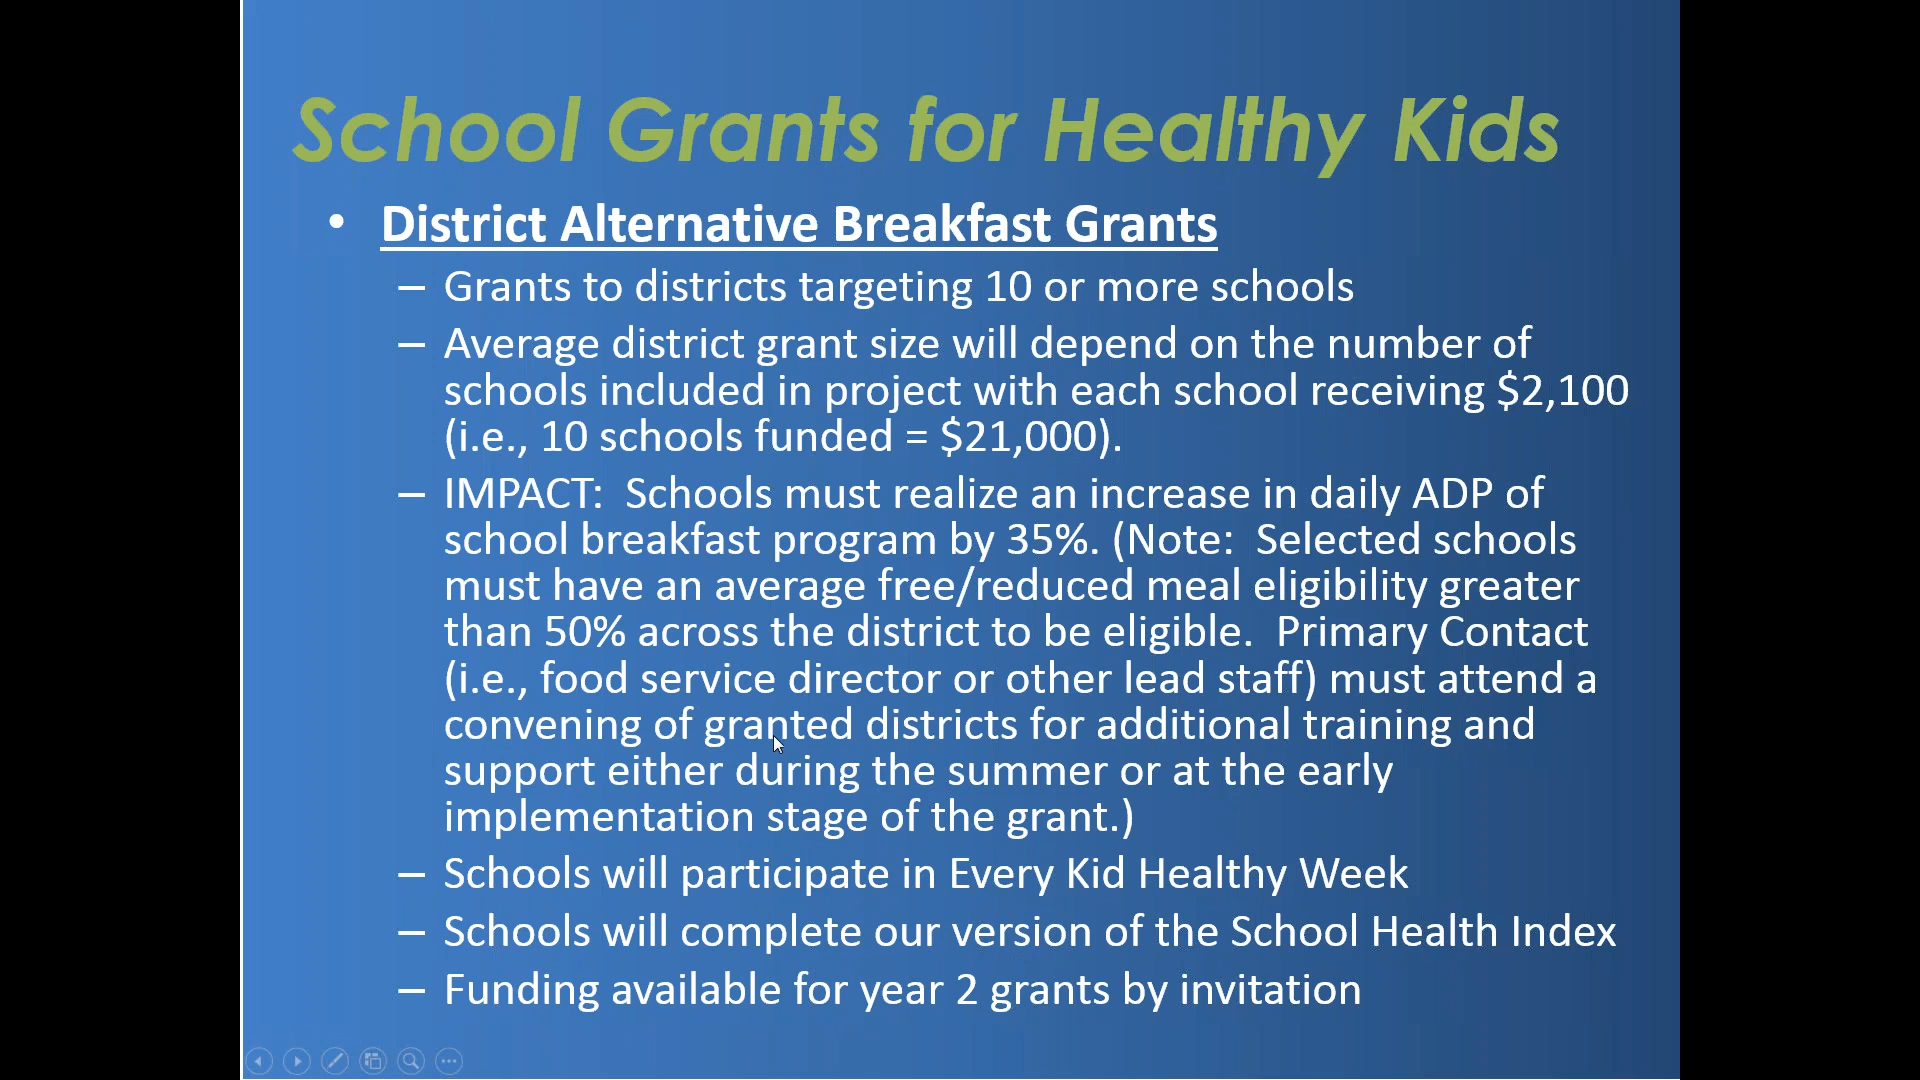 School Grants for Healthy Kids
• District Alternative Breakfast Grants
– Grants to districts targeting 10 or more schools
– Average district grant size will depend on the number of
schools included in project with each school receiving $2,100
(i.e., 10 schools funded = $21,000).
– IMPACT:  Schools must realize an increase in daily ADP of
school breakfast program by 35%. (Note:  Selected schools
must have an average free/reduced meal eligibility greater
than 50% across the district to be eligible.  Primary Contact
(i.e., food service director or other lead staff) must attend a
convening of granted districts for additional training and
support either during the summer or at the early
implementation stage of the grant.)
– Schools will participate in Every Kid Healthy Week
– Schools will complete our version of the School Health Index
– Funding available for year 2 grants by invitation